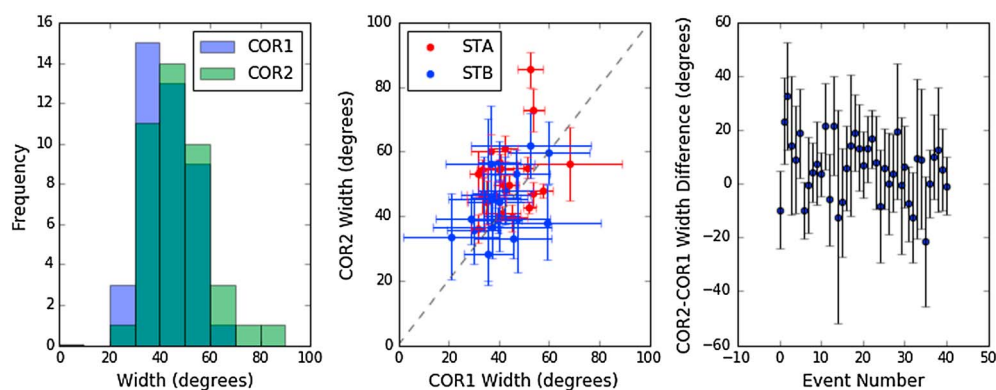 16
14
12
10
8
6
4
2
0
Frequency
COR1
COR2
0 20 40 60 80 100
Width (degrees)
100
80
60
40
20
0
COR2 Width (degrees)
STA
STB
0 20 40 60 80 100
COR1 Width (degrees)
60
40
20
0
−20
−40
−60
COR2-COR1 Width Difference (degrees)
−10 0 10 20 30 40 50
Event Number